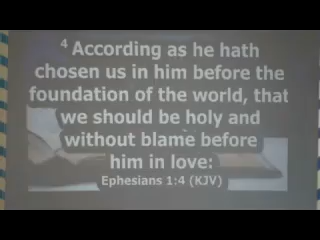 4 According as he hath
chosen us in him before the
foundation of the world, that
we should be holy and
without blame before
him in love:
Ephesians 1:4 (KJV)